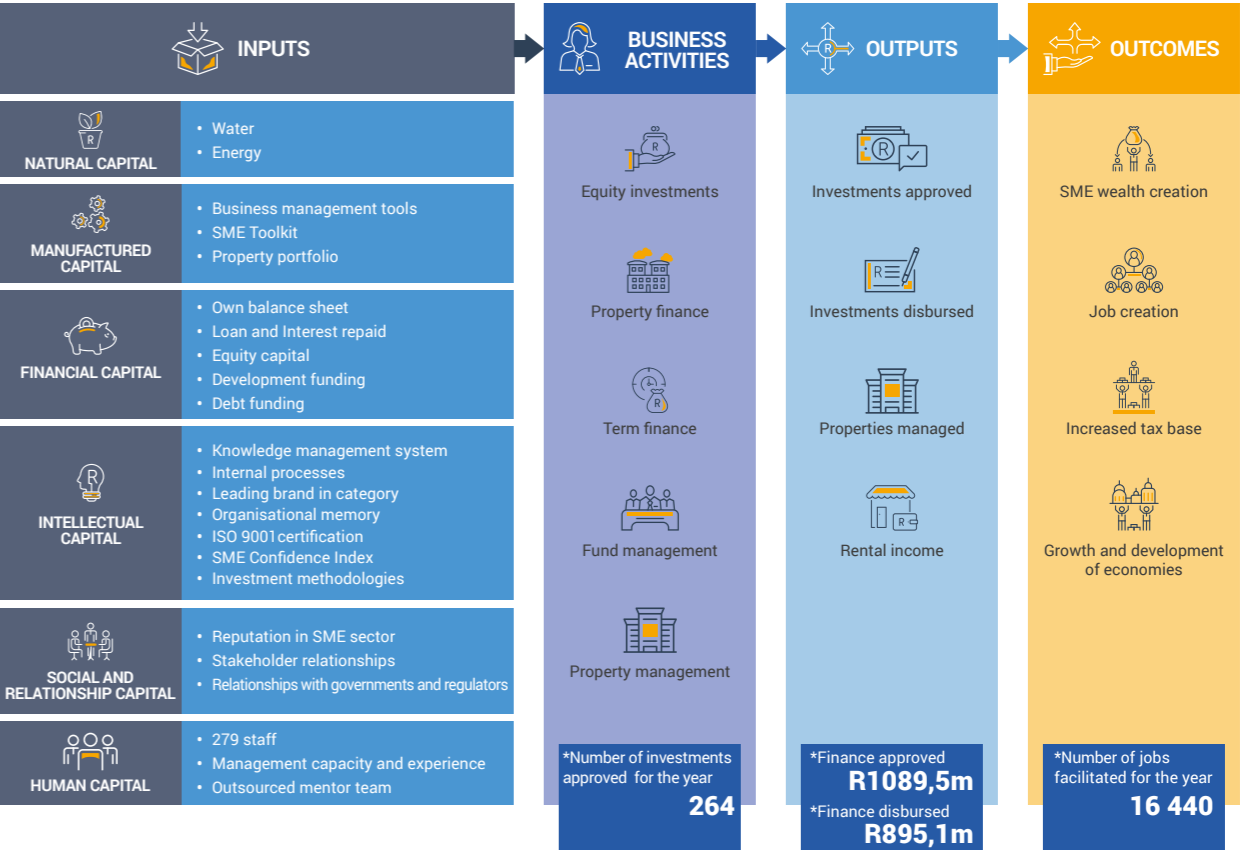 INPUTS
NATURAL CAPITAL
R
• Water
• Energy
MANUFACTURED
CAPITAL
• Business management tools
• SME Toolkit
• Property portfolio
FINANCIAL CAPITAL
• Own balance sheet
• Loan and Interest repaid
• Equity capital
• Development funding
• Debt funding
R
INTELLECTUAL
CAPITAL
• Knowledge management system
• Internal processes
• Leading brand in category
• Organisational memory
• ISO 9001certification
• SME Confidence Index
• Investment methodologies
SOCIAL AND
RELATIONSHIP CAPITAL
• Reputation in SME sector
• Stakeholder relationships
• Relationships with governments and regulators
HUMAN CAPITAL
• 279 staff
• Management capacity and experience
• Outsourced mentor team
BUSINESS
ACTIVITIES
R
Equity investments
Property finance
R
Term finance
Fund management
Property management
*Number of investments
approved for the year
264
R
OUTPUTS
R
Investments approved
R
Investments disbursed
Properties managed
R
Rental income
*Finance approved
R1089,5m
*Finance disbursed
R895,1m
OUTCOMES
SME wealth creation
Job creation
Increased tax base
Growth and development
of economies
*Number of jobs
facilitated for the year
16 440